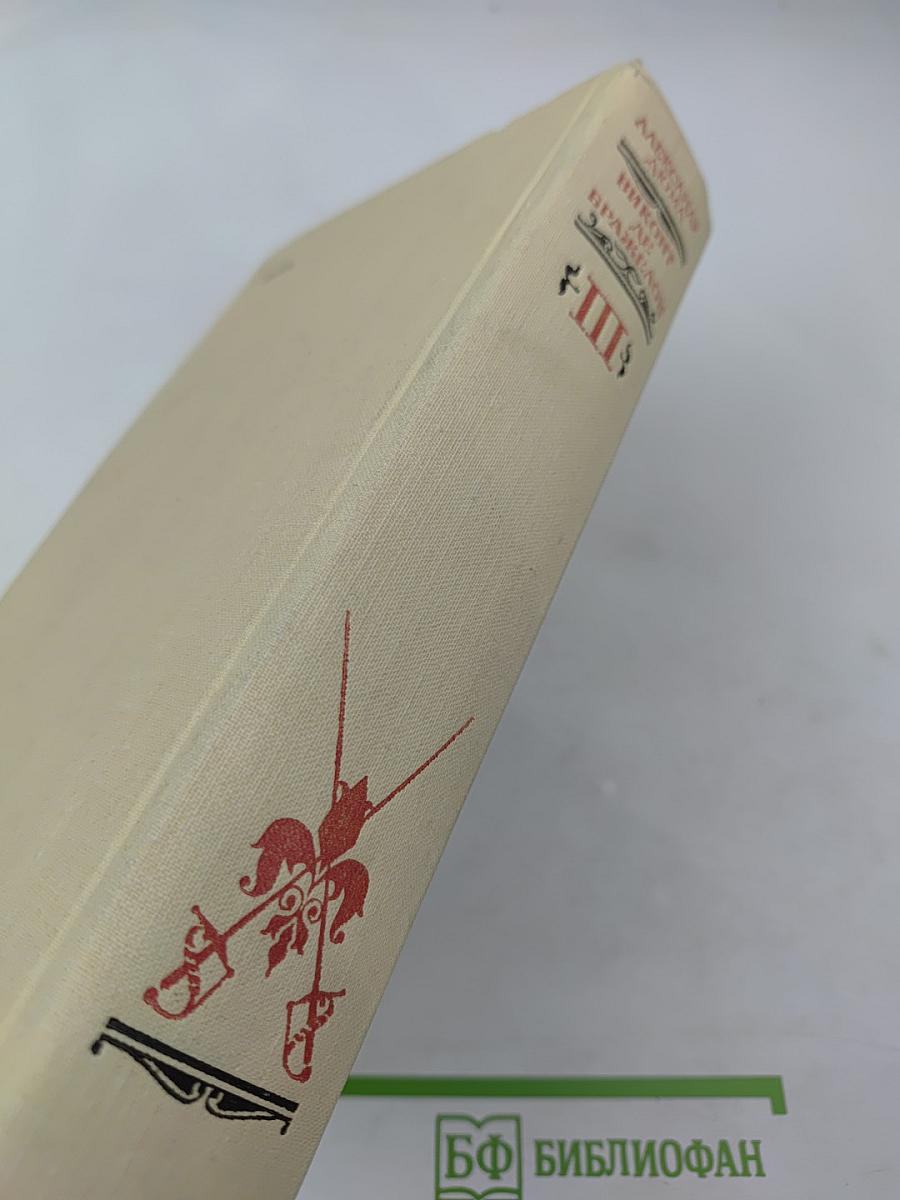 АЛЕКСАНДР
ДЮМА
ВИКОНТ
ДЕ
БРАЖЕЛОН
III
БФ БИБЛИОФАН